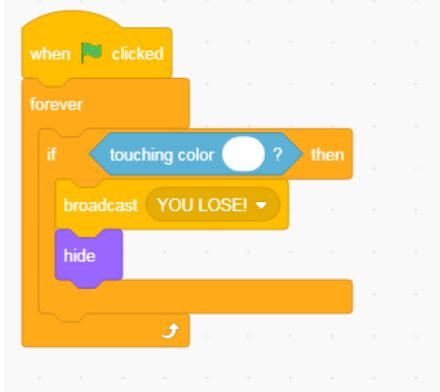 when clicked
forever
if touching color ? then
broadcast YOU LOSE!
hide